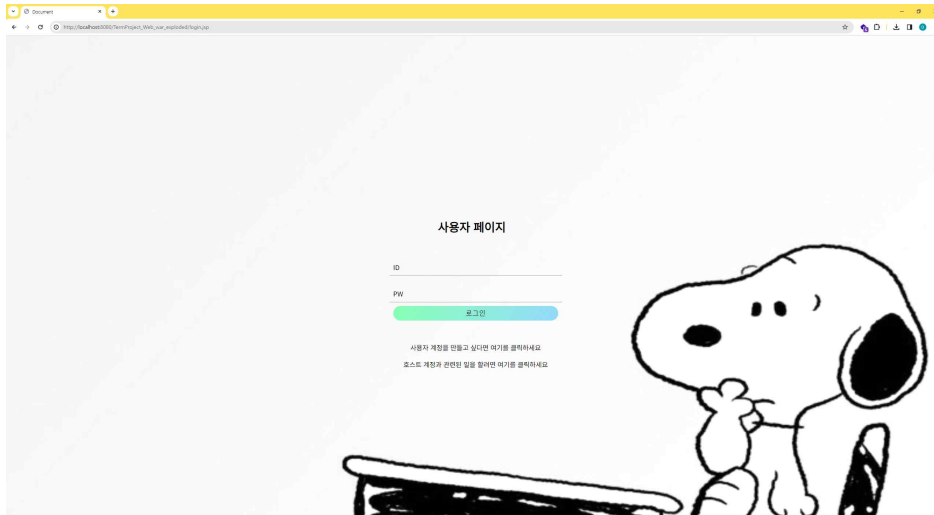 Document
http://localhost:8080/TermProject_Web_war_exploded/login.jsp
사용자 페이지
ID
PW
로그인
사용자 계정을 만들고 싶다면 여기를 클릭하세요
호스트 계정과 관련된 일을 할려면 여기를 클릭하세요